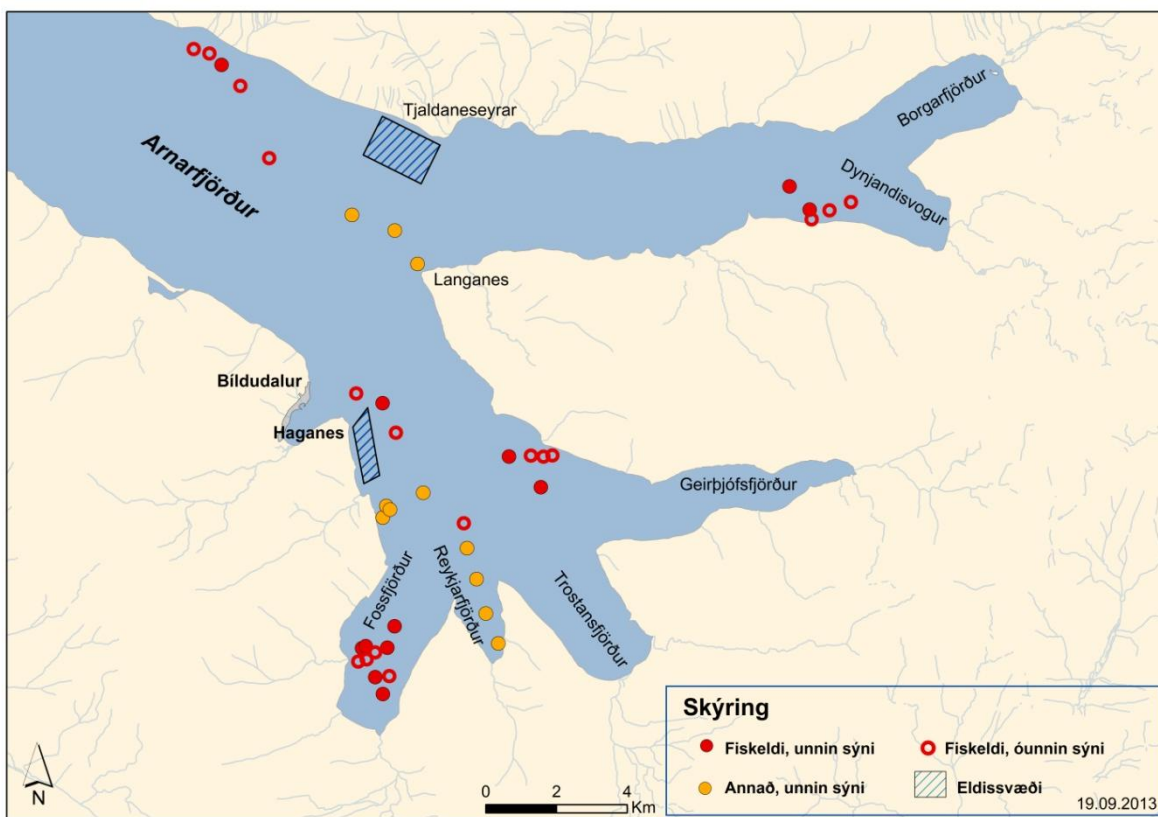 Tjaldaneseyrar
Borgarfjörður
Arnarfjörður
Dynjandisvogur
Langanes
Bíldudalur
Haganes
Geirþjófsfjörður
Fossfjörður
Reykjarfjörður
Trostansfjörður
Skýring
Fiskeldi, unnin sýni
Fiskeldi, óunnin sýni
Annað, unnin sýni
Eldissvæði
N
0 2 4
Km
19.09.2013